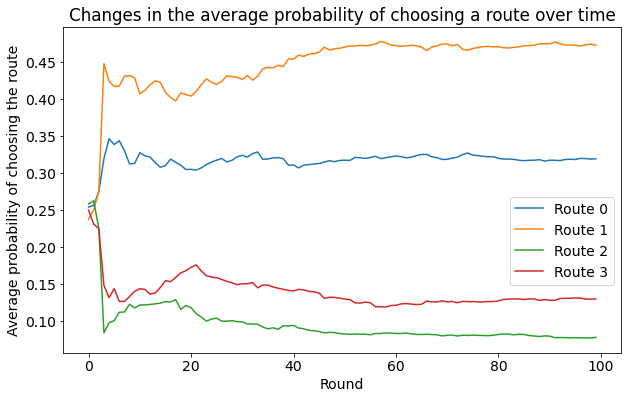 Changes in the average probability of choosing a route over time
Average probability of choosing the route
0.45
0.40
0.35
0.30
0.25
0.20
0.15
0.10
Route 0
Route 1
Route 2
Route 3
0 20 40 60 80 100
Round